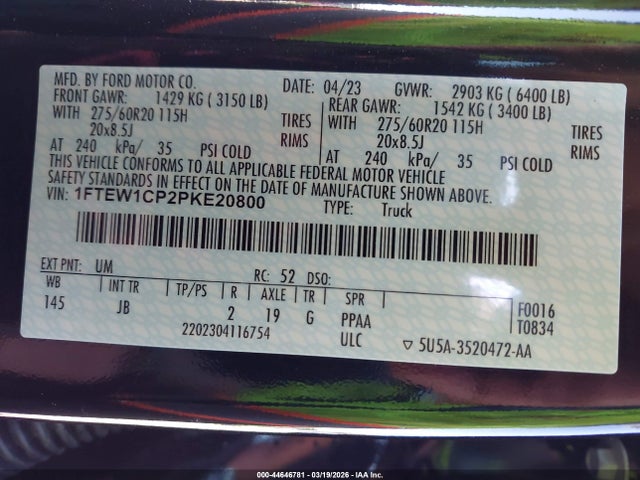 MFD. BY FORD MOTOR CO. DATE: 04/23 GVWR: 2903 KG ( 6400 LB)
FRONT GAWR: 1429 KG ( 3150 LB) REAR GAWR: 1542 KG ( 3400 LB)
WITH 275/60R20 115H TIRES WITH 275/60R20 115H TIRES
20x8.5J RIMS 20x8.5J RIMS
AT 240 kPa/ 35 PSI COLD AT 240 kPa/ 35 PSI COLD
THIS VEHICLE CONFORMS TO ALL APPLICABLE FEDERAL MOTOR VEHICLE
SAFETY STANDARDS IN EFFECT ON THE DATE OF MANUFACTURE SHOWN ABOVE.
VIN: 1FTEW1CP2PKE20800 TYPE: Truck
EXT PNT: UM RC: 52 DSO:
WB INT TR TP/PS R AXLE TR SPR F0016
145 JB 2 19 G PPAA T0834
2202304116754 ULC ▽ 5U5A-3520472-AA
000-44646781 - 03/19/2026 - IAA Inc.